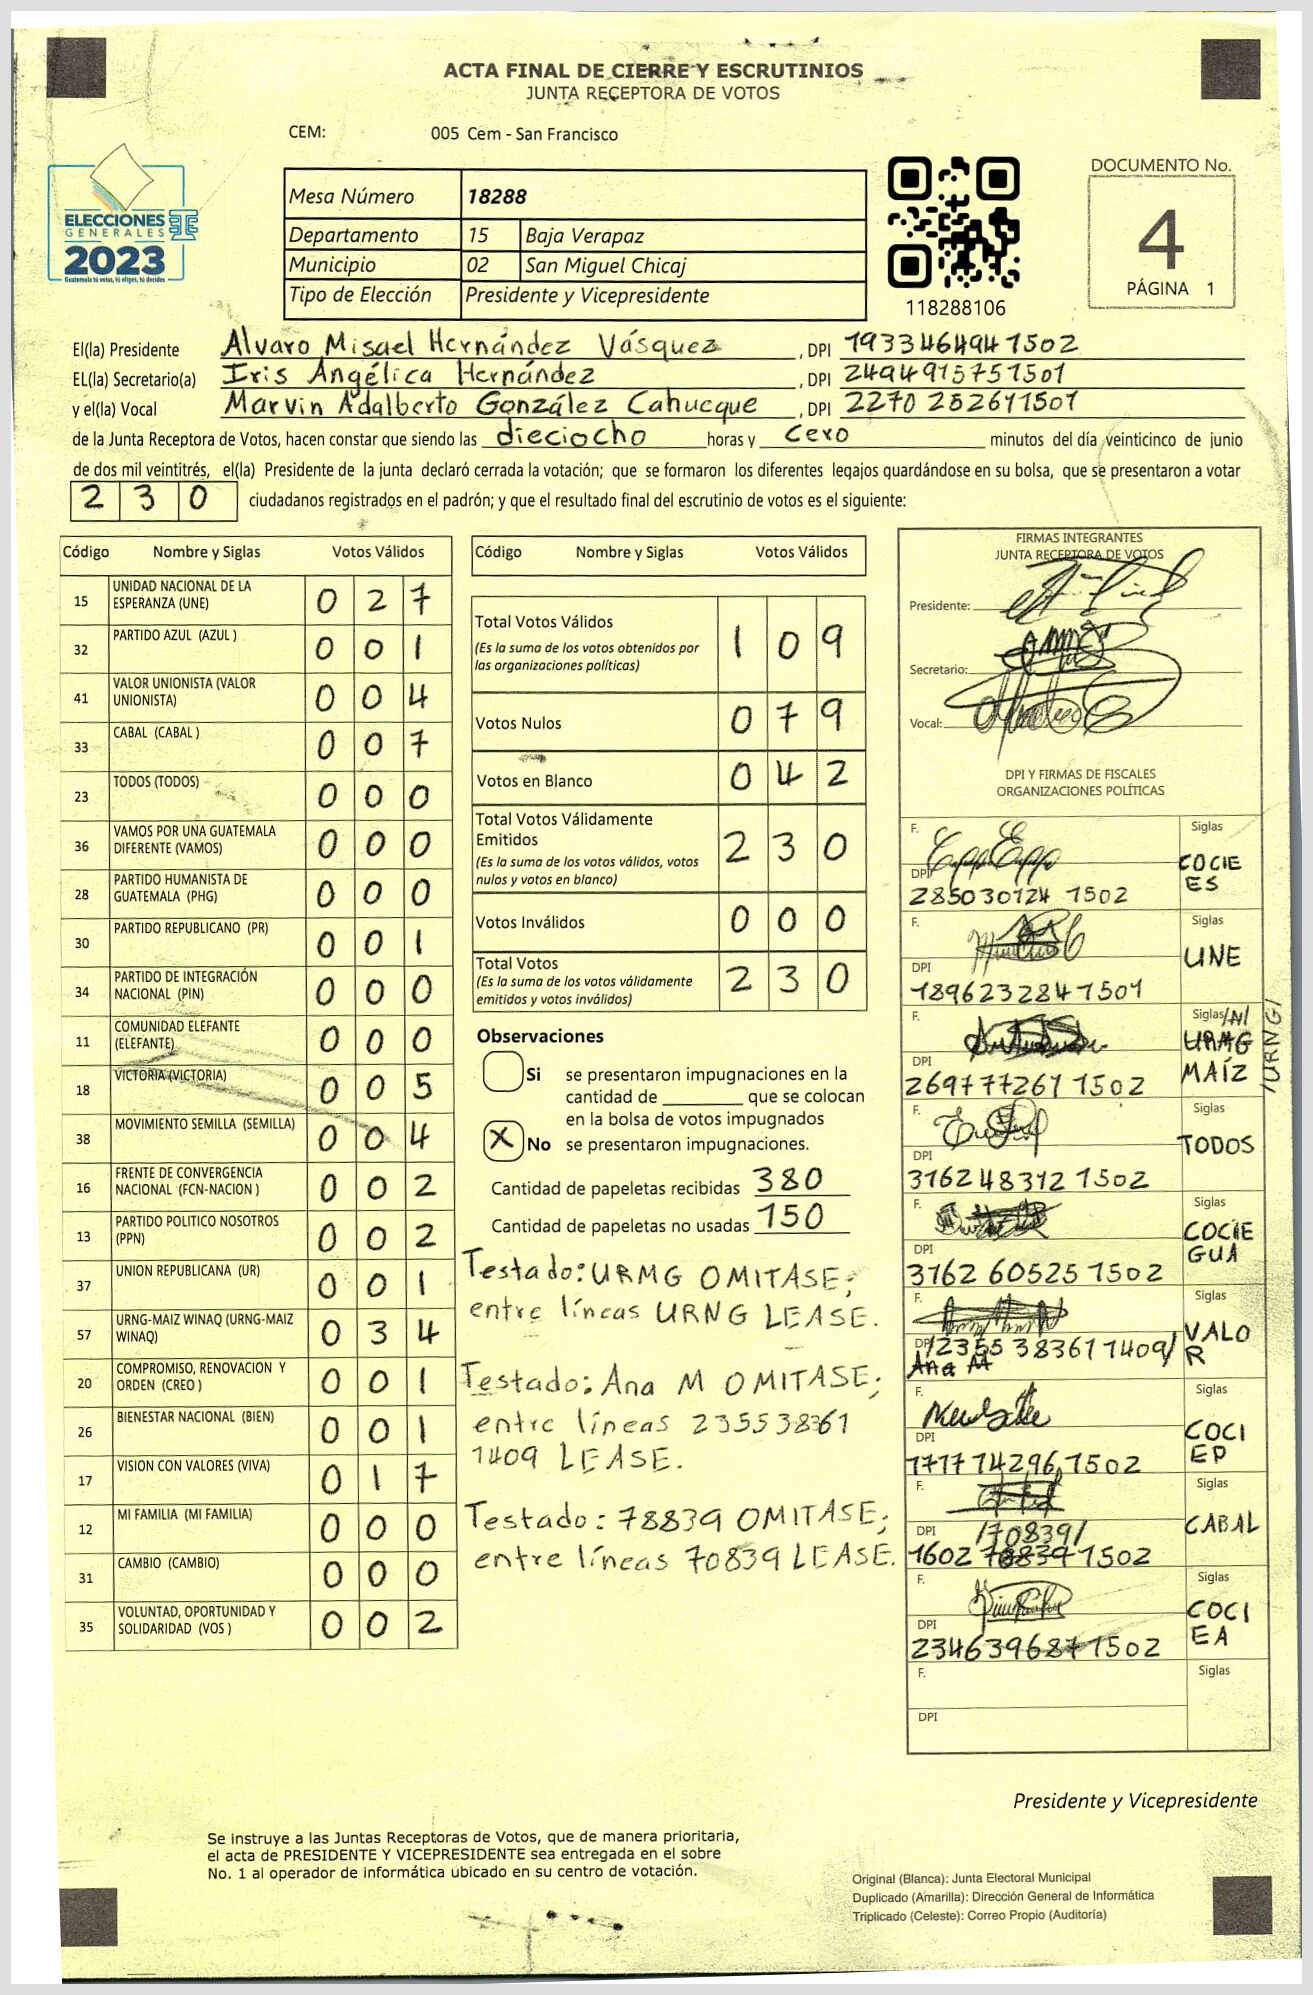 ACTA FINAL DE CIERRE Y ESCRUTINIOS
JUNTA RECEPTORA DE VOTOS
CEM: 005 Cem - San Francisco
ELECCIONES
GENERALES
2023
Guatemala tú votas, tú eliges, tú decides
Mesa Número 18288
Departamento 15 Baja Verapaz
Municipio 02 San Miguel Chicaj
Tipo de Elección Presidente y Vicepresidente
118288106
DOCUMENTO No.
4
PÁGINA 1
El(la) Presidente Alvaro Misael Hernández Vásquez, DPI 1933464941502
EL(la) Secretario(a) Iris Angélica Hernández, DPI 2494915751501
y el(la) Vocal Marvin Adalberto González Cahucque, DPI 2270252611501
de la Junta Receptora de Votos, hacen constar que siendo las dieciocho horas y cero minutos del día veinticinco de junio
de dos mil veintitrés, el(la) Presidente de la junta declaró cerrada la votación; que se formaron los diferentes legajos guardándose en su bolsa, que se presentaron a votar
230 ciudadanos registrados en el padrón; y que el resultado final del escrutinio de votos es el siguiente:
Código Nombre y Siglas Votos Válidos
15 UNIDAD NACIONAL DE LA ESPERANZA (UNE) 0 2 7
32 PARTIDO AZUL (AZUL ) 0 0 1
41 VALOR UNIONISTA (VALOR UNIONISTA) 0 0 4
33 CABAL (CABAL ) 0 0 7
23 TODOS (TODOS) 0 0 0
36 VAMOS POR UNA GUATEMALA DIFERENTE (VAMOS) 0 0 0
28 PARTIDO HUMANISTA DE GUATEMALA (PHG) 0 0 0
30 PARTIDO REPUBLICANO (PR) 0 0 1
34 PARTIDO DE INTEGRACIÓN NACIONAL (PIN) 0 0 0
11 COMUNIDAD ELEFANTE (ELEFANTE) 0 0 0
18 VICTORIA (VICTORIA) 0 0 5
38 MOVIMIENTO SEMILLA (SEMILLA) 0 0 4
16 FRENTE DE CONVERGENCIA NACIONAL (FCN-NACION ) 0 0 2
13 PARTIDO POLITICO NOSOTROS (PPN) 0 0 2
37 UNION REPUBLICANA (UR) 0 0 1
57 URNG-MAIZ WINAQ (URNG-MAIZ WINAQ) 0 3 4
20 COMPROMISO, RENOVACION Y ORDEN (CREO ) 0 0 1
26 BIENESTAR NACIONAL (BIEN) 0 0 1
17 VISION CON VALORES (VIVA) 0 1 7
12 MI FAMILIA (MI FAMILIA) 0 0 0
31 CAMBIO (CAMBIO) 0 0 0
35 VOLUNTAD, OPORTUNIDAD Y SOLIDARIDAD (VOS ) 0 0 2
Código Nombre y Siglas Votos Válidos
Total Votos Válidos 1 0 9
(Es la suma de los votos obtenidos por
las organizaciones políticas)
Votos Nulos 0 7 9
Votos en Blanco 0 4 2
Total Votos Válidamente
Emitidos 2 3 0
(Es la suma de los votos válidos, votos
nulos y votos en blanco)
Votos Inválidos 0 0 0
Total Votos 2 3 0
(Es la suma de los votos válidamente
emitidos y votos inválidos)
Observaciones
Si se presentaron impugnaciones en la
cantidad de ________ que se colocan
en la bolsa de votos impugnados
X No se presentaron impugnaciones.
Cantidad de papeletas recibidas 380
Cantidad de papeletas no usadas 150
Testado: URMG OMITASE;
entre líneas URNG LEASE.
Testado: Ana M OMITASE;
entre líneas 235538361
1409 LEASE.
Testado: 78839 OMITASE;
entre líneas 70839 LEASE.
FIRMAS INTEGRANTES
JUNTA RECEPTORA DE VOTOS
Presidente:
Secretario:
Vocal:
DPI Y FIRMAS DE FISCALES
ORGANIZACIONES POLÍTICAS
F. Siglas
COCIE
ES
DPI
285030124 1502
F. Siglas
UNE
DPI
1896232841501
F. Siglas /N/
URMG /URNG/
MAÍZ
DPI
269777261 1502
F. Siglas
TODOS
DPI
3162483121502
F. Siglas
COCIE
GUA
DPI
3162 60525 1502
F. Siglas
VALO
R
DPI /2355 38361 1409/
Ana M
F. Siglas
COCI
EP
DPI
1717742961502
F. Siglas
CABAL
DPI /70839/
1602 78839 1502
F. Siglas
COCI
EA
DPI
2346396871502
F. Siglas
DPI
Presidente y Vicepresidente
Se instruye a las Juntas Receptoras de Votos, que de manera prioritaria,
el acta de PRESIDENTE Y VICEPRESIDENTE sea entregada en el sobre
No. 1 al operador de informática ubicado en su centro de votación.
Original (Blanca): Junta Electoral Municipal
Duplicado (Amarilla): Dirección General de Informática
Triplicado (Celeste): Correo Propio (Auditoría)